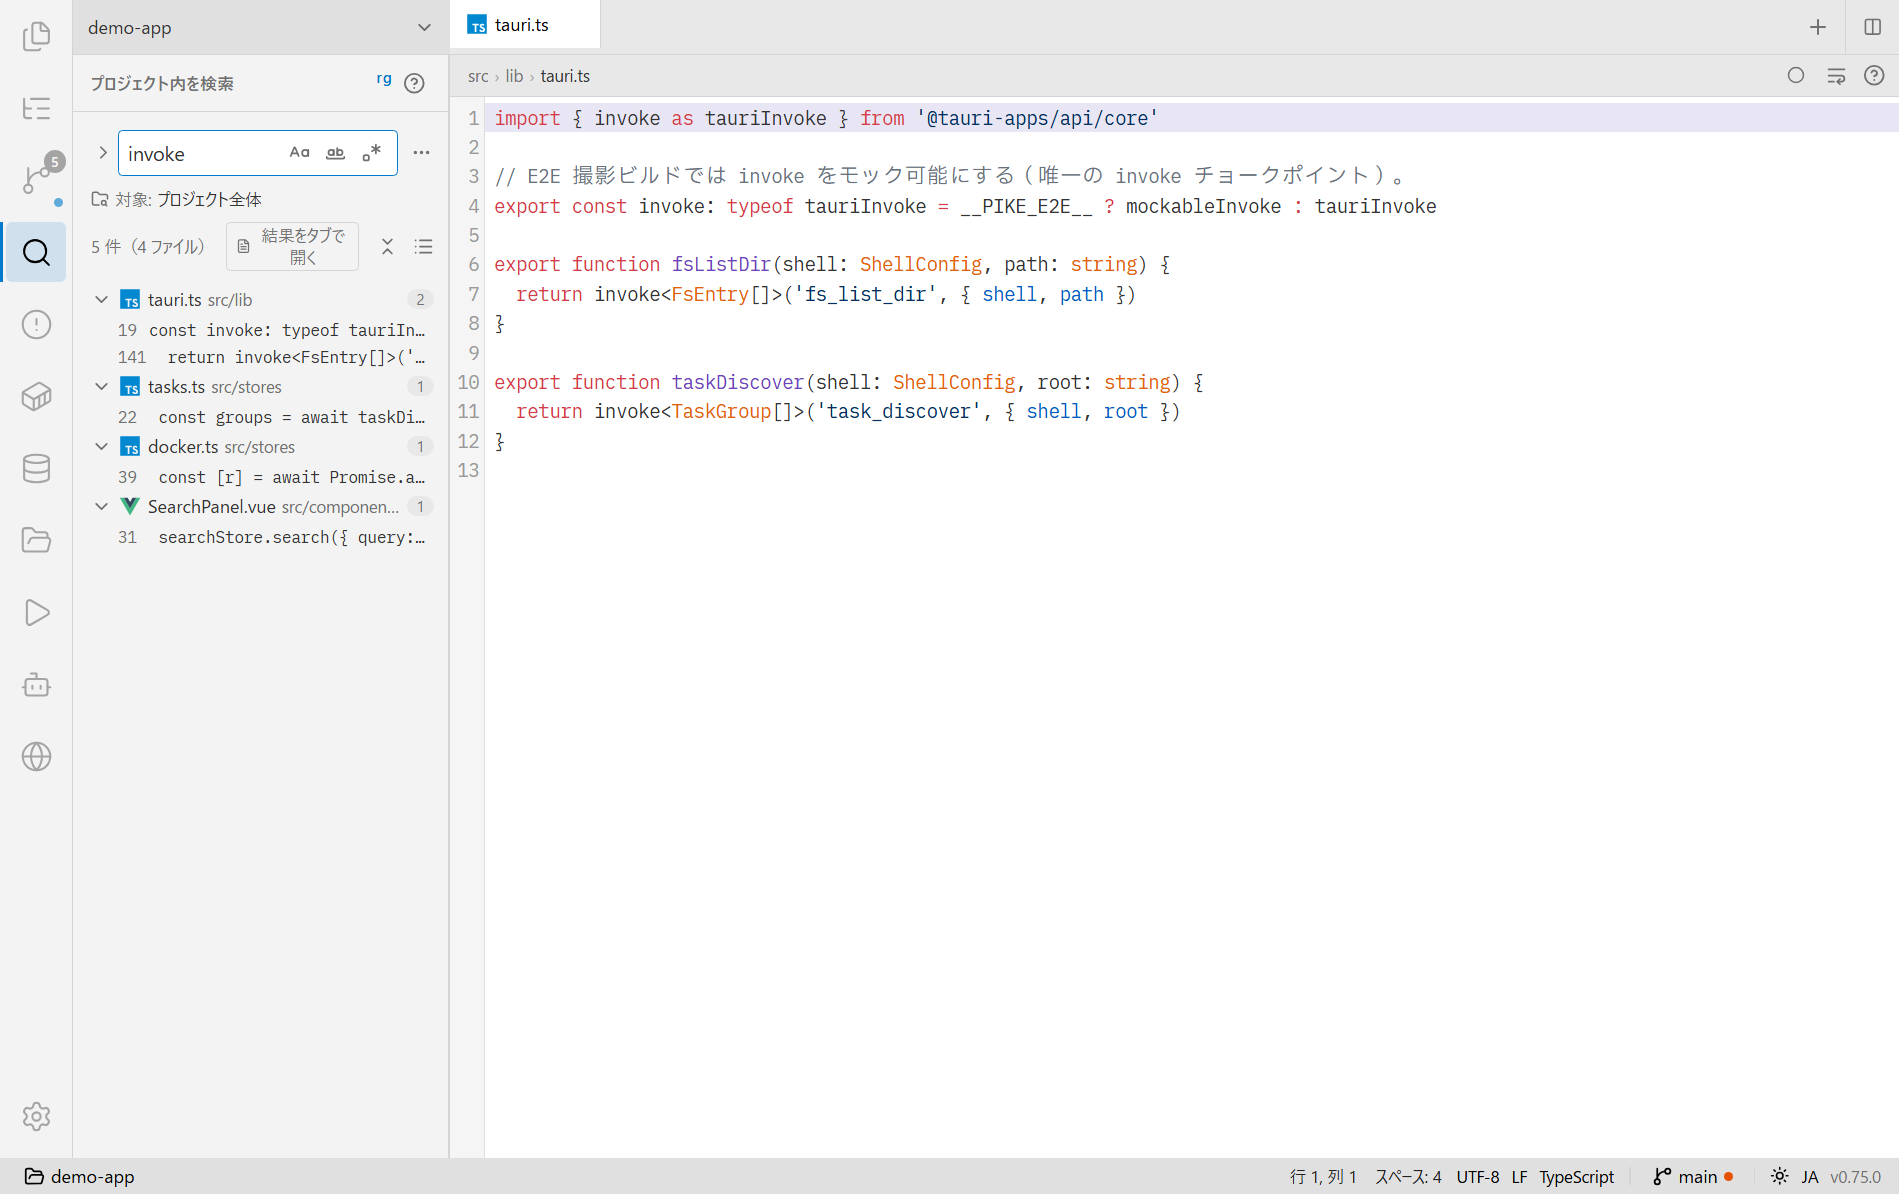 demo-app
プロジェクト内を検索 rg
invoke Aa ab .*
対象: プロジェクト全体
5 件 (4 ファイル) 結果をタブで開く
tauri.ts src/lib 2
19 const invoke: typeof tauriIn…
141 return invoke<FsEntry[]>('…
tasks.ts src/stores 1
22 const groups = await taskDi…
docker.ts src/stores 1
39 const [r] = await Promise.a…
SearchPanel.vue src/componen… 1
31 searchStore.search({ query:…
5
TS tauri.ts
src › lib › tauri.ts
1 import { invoke as tauriInvoke } from '@tauri-apps/api/core'
2
3 // E2E 撮影ビルドでは invoke をモック可能にする（唯一の invoke チョークポイント）。
4 export const invoke: typeof tauriInvoke = __PIKE_E2E__ ? mockableInvoke : tauriInvoke
5
6 export function fsListDir(shell: ShellConfig, path: string) {
7   return invoke<FsEntry[]>('fs_list_dir', { shell, path })
8 }
9
10 export function taskDiscover(shell: ShellConfig, root: string) {
11   return invoke<TaskGroup[]>('task_discover', { shell, root })
12 }
13
demo-app
行 1, 列 1 スペース: 4 UTF-8 LF TypeScript main JA v0.75.0